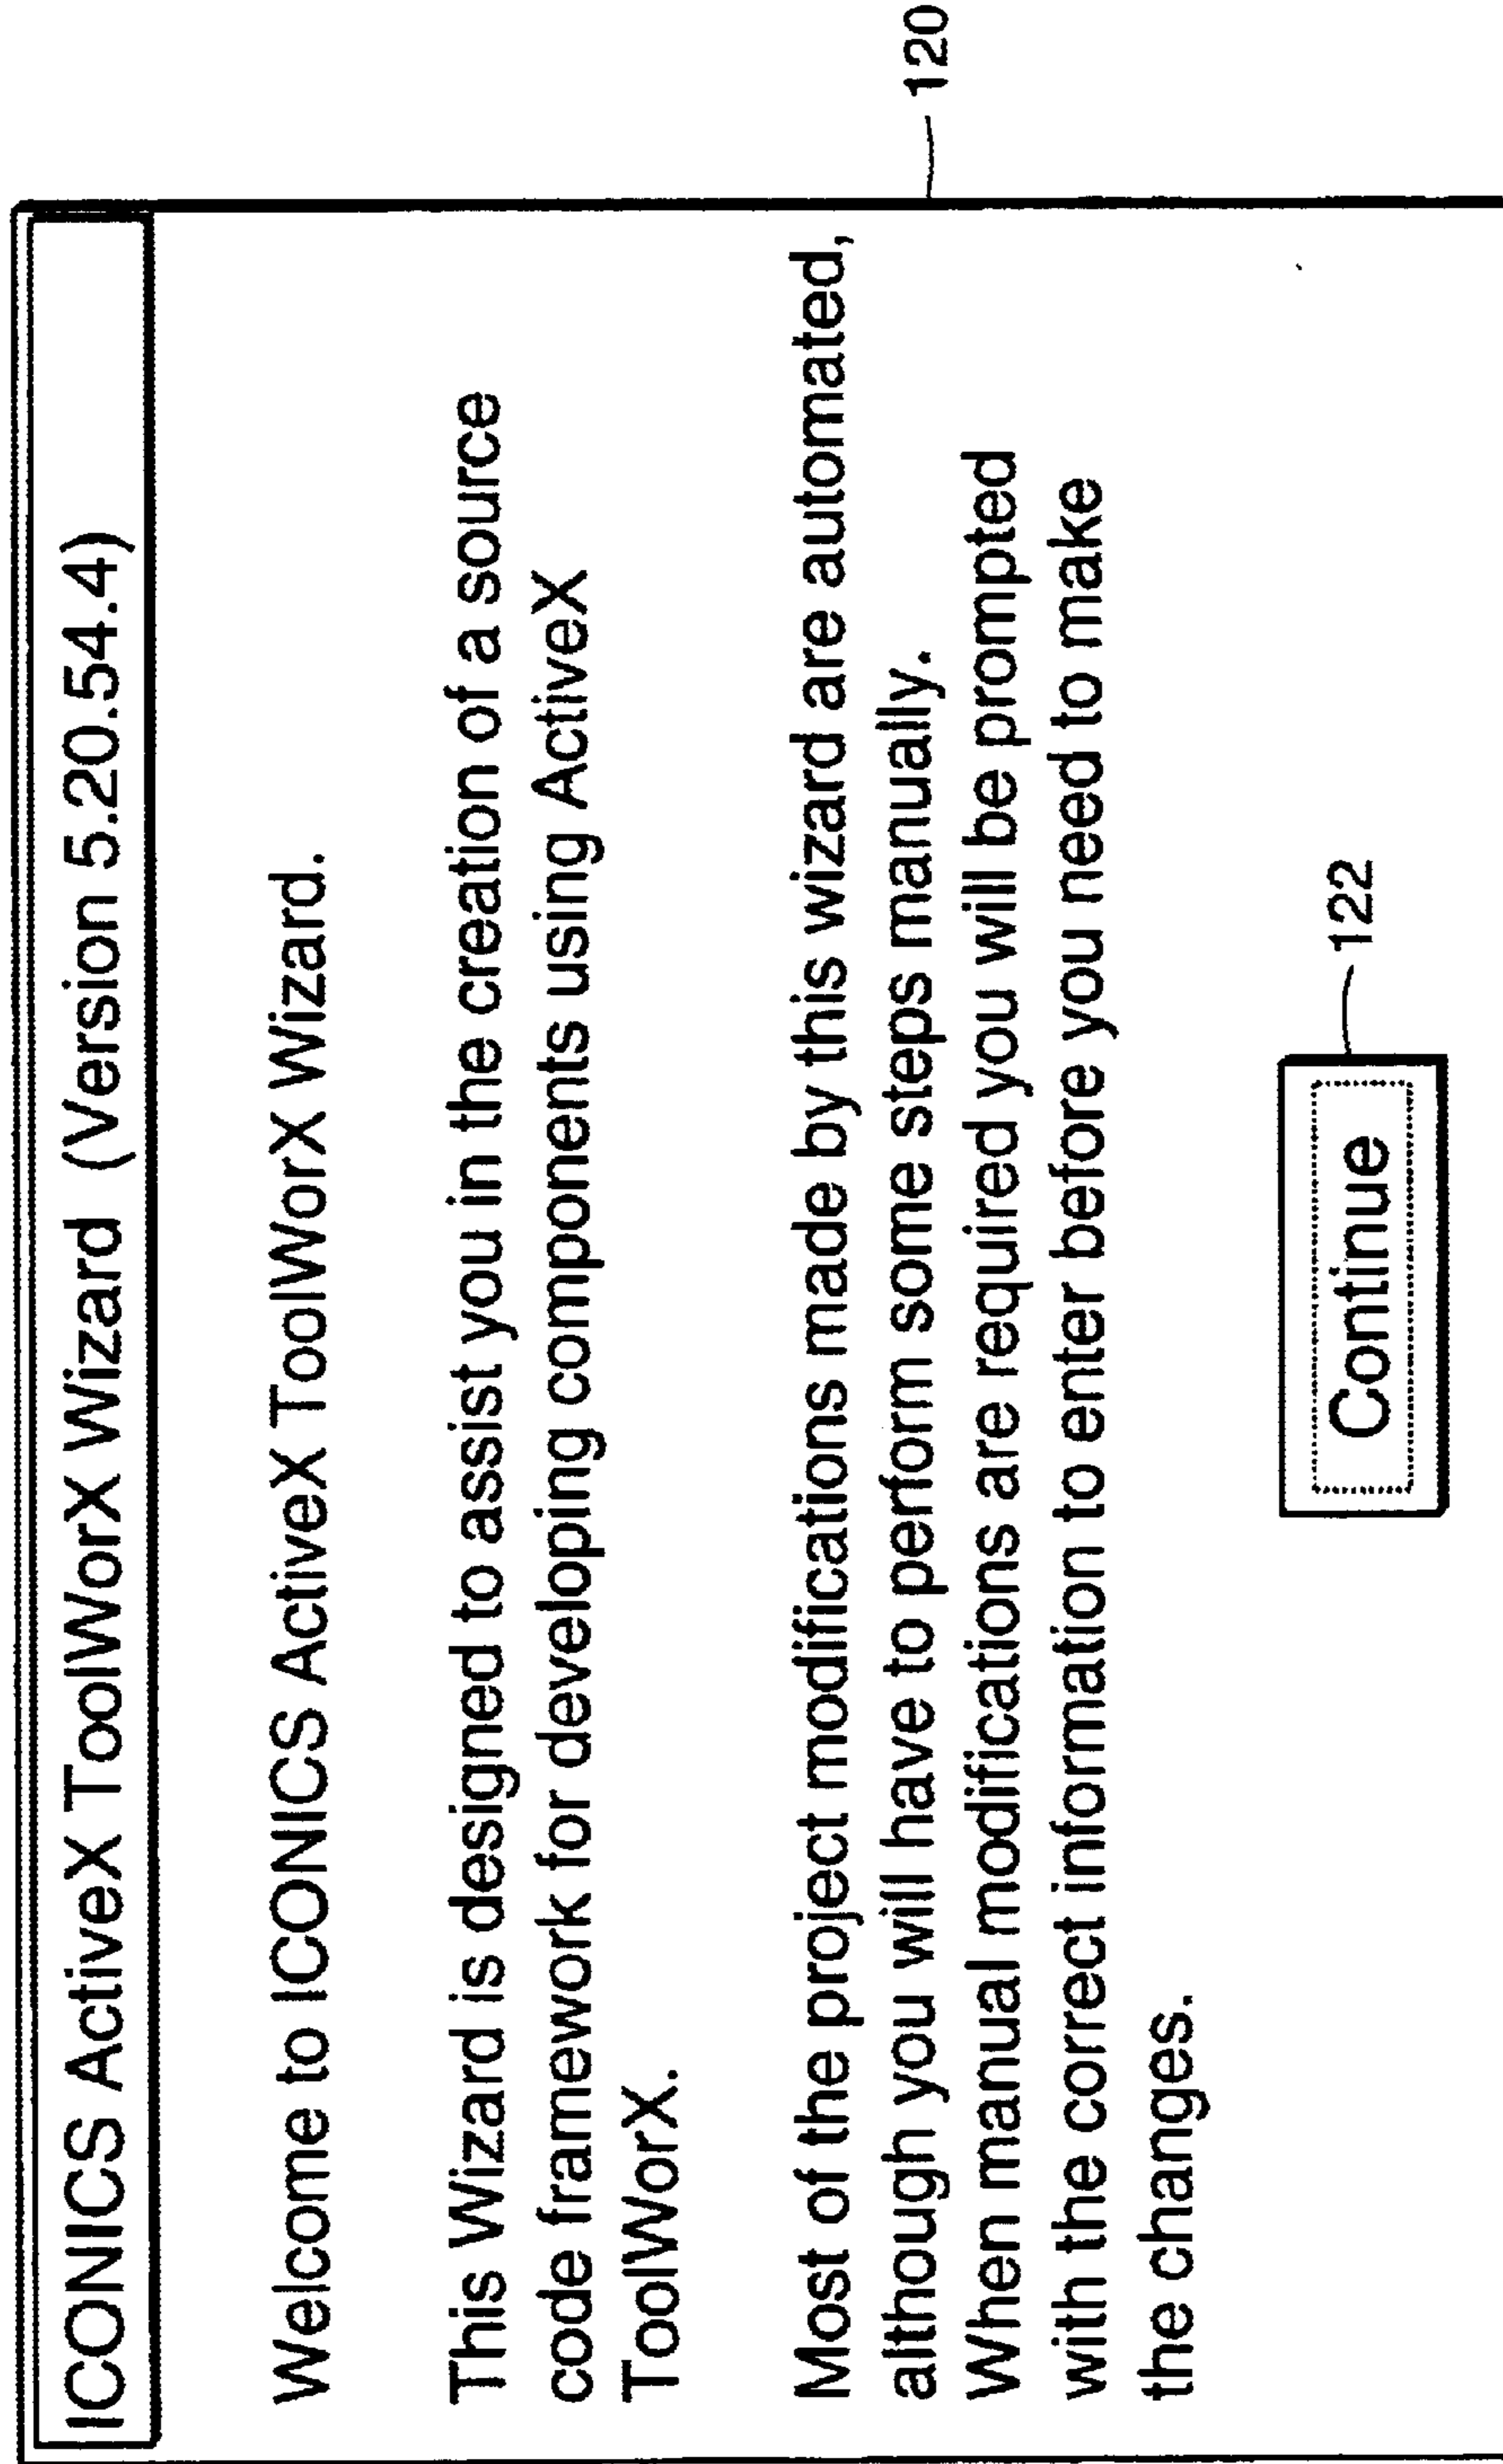 ICONICS ActiveX ToolWorX Wizard (Version 5.20.54.4)
Welcome to ICONICS ActiveX ToolWorX Wizard.
This Wizard is designed to assist you in the creation of a source
code framework for developing components using ActiveX
ToolWorX.
Most of the project modifications made by this wizard are automated,
although you will have to perform some steps manually.
When manual modifications are required you will be prompted
with the correct information to enter before you need to make
the changes.
120
Continue
122